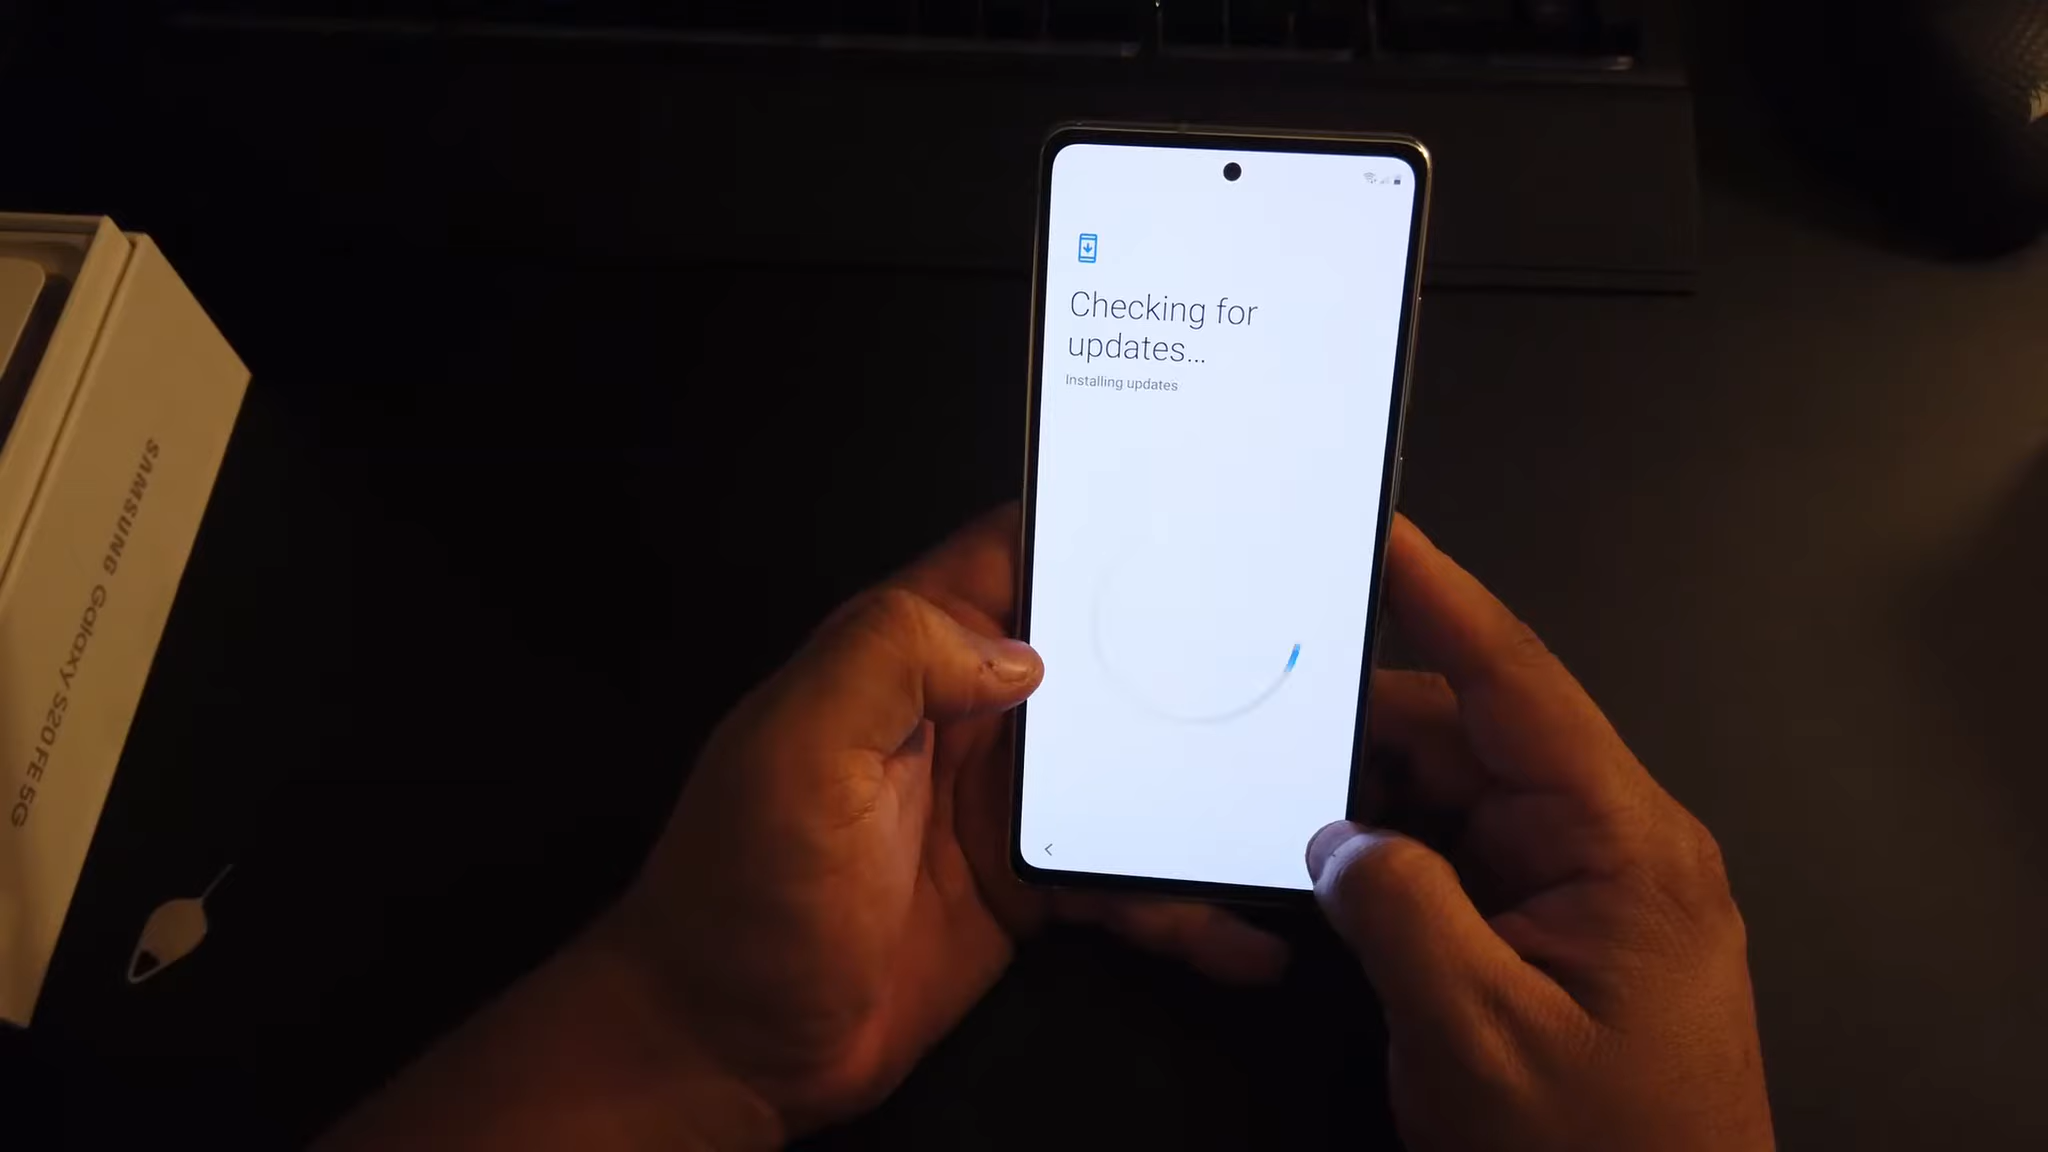 Checking for
updates...
Installing updates
SAMSUNG Galaxy S20 FE 5G